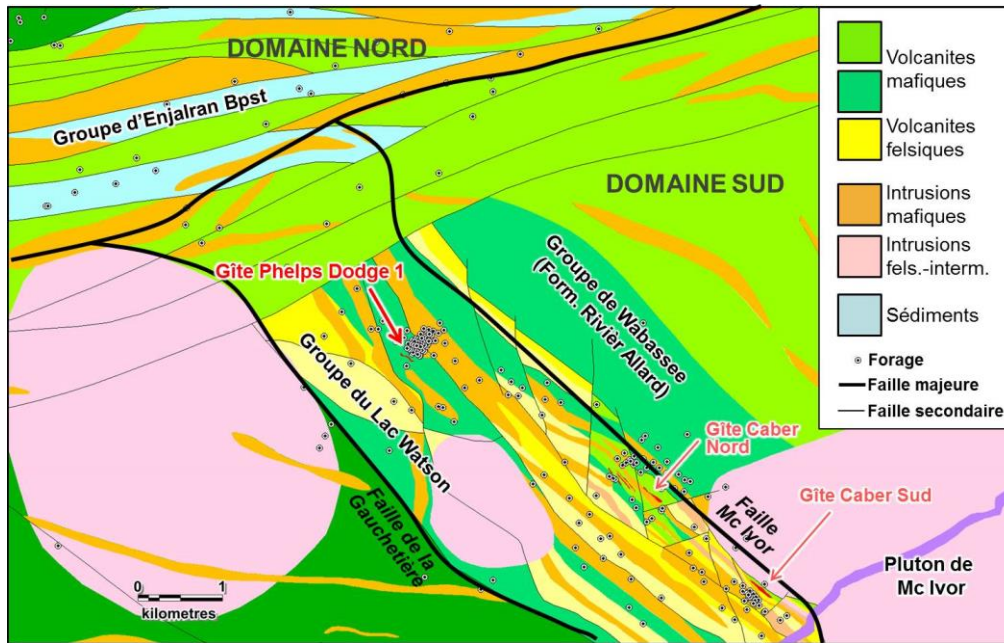 DOMAINE NORD
Groupe d'Enjalran Bpst
DOMAINE SUD
Gîte Phelps Dodge 1
Groupe de Wabassee
(Form. Rivièr Allard)
Groupe du Lac Watson
Gîte Caber
Nord
Gîte Caber Sud
Faille
Mc Ivor
Faille de la
Gauchetière
Pluton de
Mc Ivor
0 1
kilometres
Volcanites
mafiques
Volcanites
felsiques
Intrusions
mafiques
Intrusions
fels.-interm.
Sédiments
Forage
Faille majeure
Faille secondaire